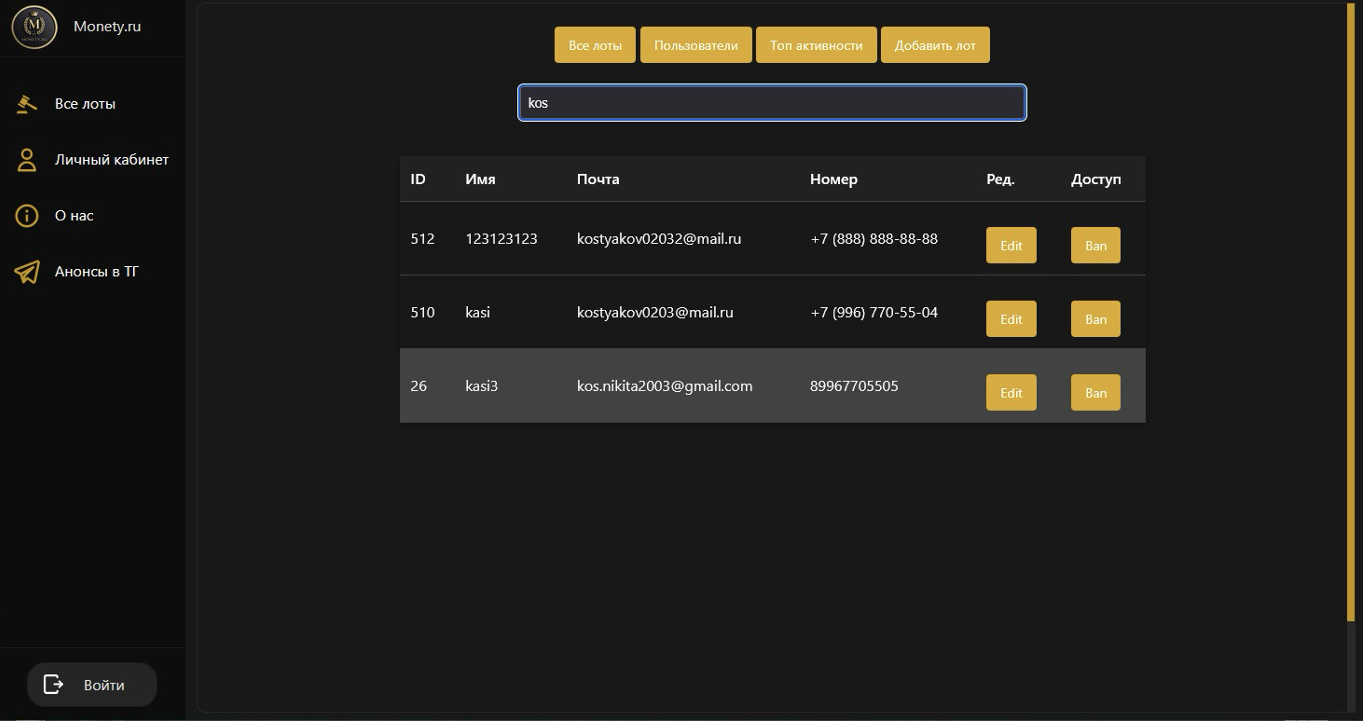 Monety.ru
Все лоты
Личный кабинет
О нас
Анонсы в ТГ
Войти
Все лоты Пользователи Топ активности Добавить лот
kos
ID Имя Почта Номер Ред. Доступ
512 123123123 kostyakov02032@mail.ru +7 (888) 888-88-88 Edit Ban
510 kasi kostyakov0203@mail.ru +7 (996) 770-55-04 Edit Ban
26 kasi3 kos.nikita2003@gmail.com 89967705505 Edit Ban